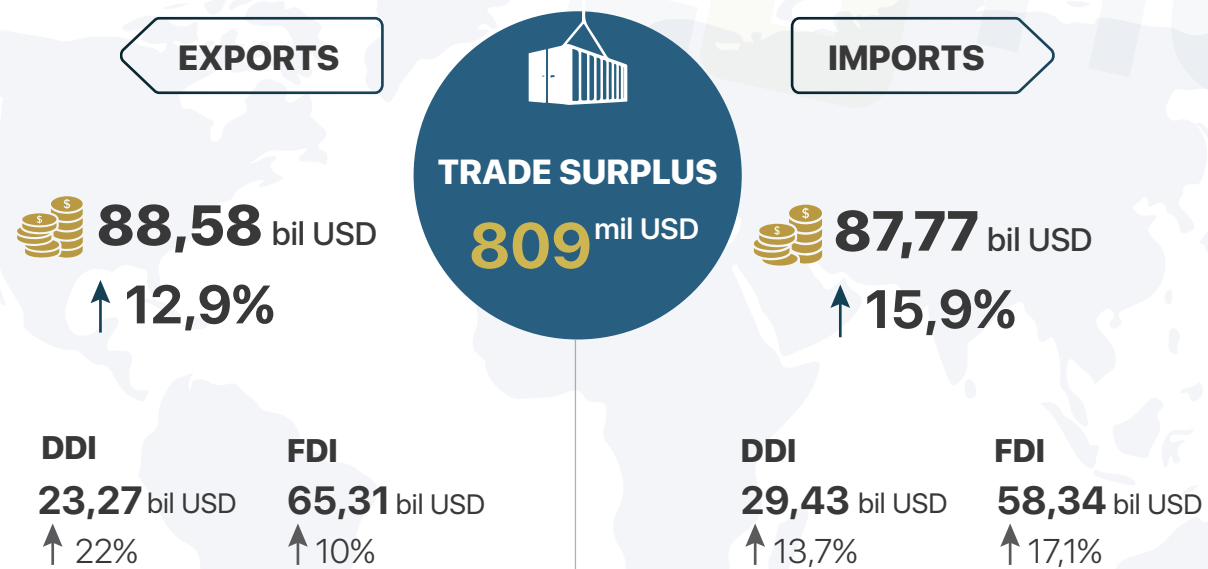 EXPORTS
88,58 bil USD
12,9%
DDI
23,27 bil USD
22%
FDI
65,31 bil USD
10%
TRADE SURPLUS
809 mil USD
IMPORTS
87,77 bil USD
15,9%
DDI
29,43 bil USD
13,7%
FDI
58,34 bil USD
17,1%